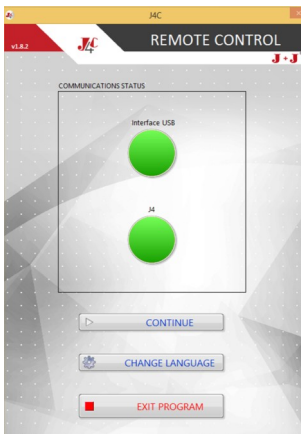 J4C
v1.8.2
J4C
REMOTE CONTROL
J+J
COMMUNICATIONS STATUS
Interface USB
J4
CONTINUE
CHANGE LANGUAGE
EXIT PROGRAM